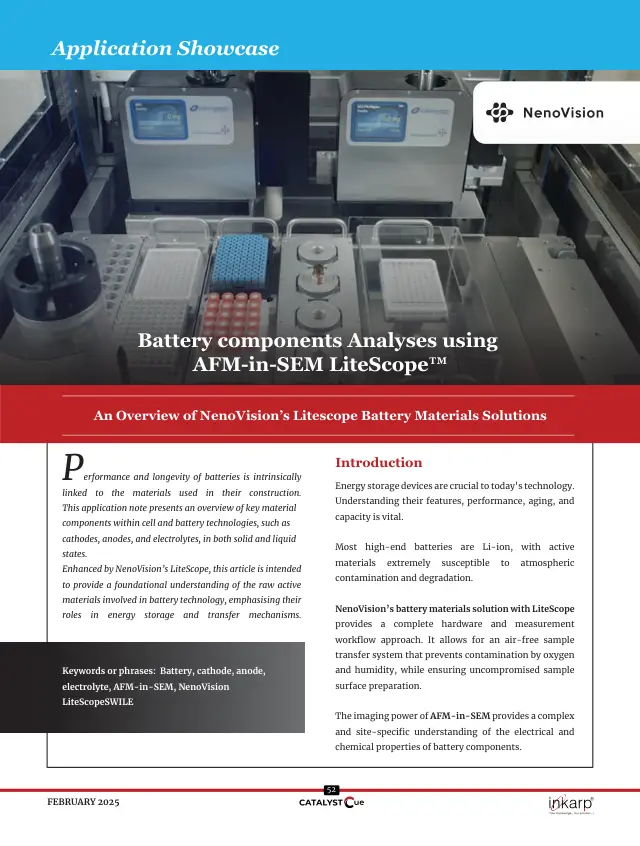 Application Showcase
NenoVision
Battery components Analyses using
AFM-in-SEM LiteScope™
An Overview of NenoVision’s Litescope Battery Materials Solutions
Performance and longevity of batteries is intrinsically
linked to the materials used in their construction.
This application note presents an overview of key material
components within cell and battery technologies, such as
cathodes, anodes, and electrolytes, in both solid and liquid
states.
Enhanced by NenoVision’s LiteScope, this article is intended
to provide a foundational understanding of the raw active
materials involved in battery technology, emphasising their
roles in energy storage and transfer mechanisms.
Keywords or phrases: Battery, cathode, anode,
electrolyte, AFM-in-SEM, NenoVision
LiteScopeSWILE
Introduction
Energy storage devices are crucial to today's technology.
Understanding their features, performance, aging, and
capacity is vital.
Most high-end batteries are Li-ion, with active
materials extremely susceptible to atmospheric
contamination and degradation.
NenoVision’s battery materials solution with LiteScope
provides a complete hardware and measurement
workflow approach. It allows for an air-free sample
transfer system that prevents contamination by oxygen
and humidity, while ensuring uncompromised sample
surface preparation.
The imaging power of AFM-in-SEM provides a complex
and site-specific understanding of the electrical and
chemical properties of battery components.
FEBRUARY 2025
52
CATALYST Cue
inkarp®